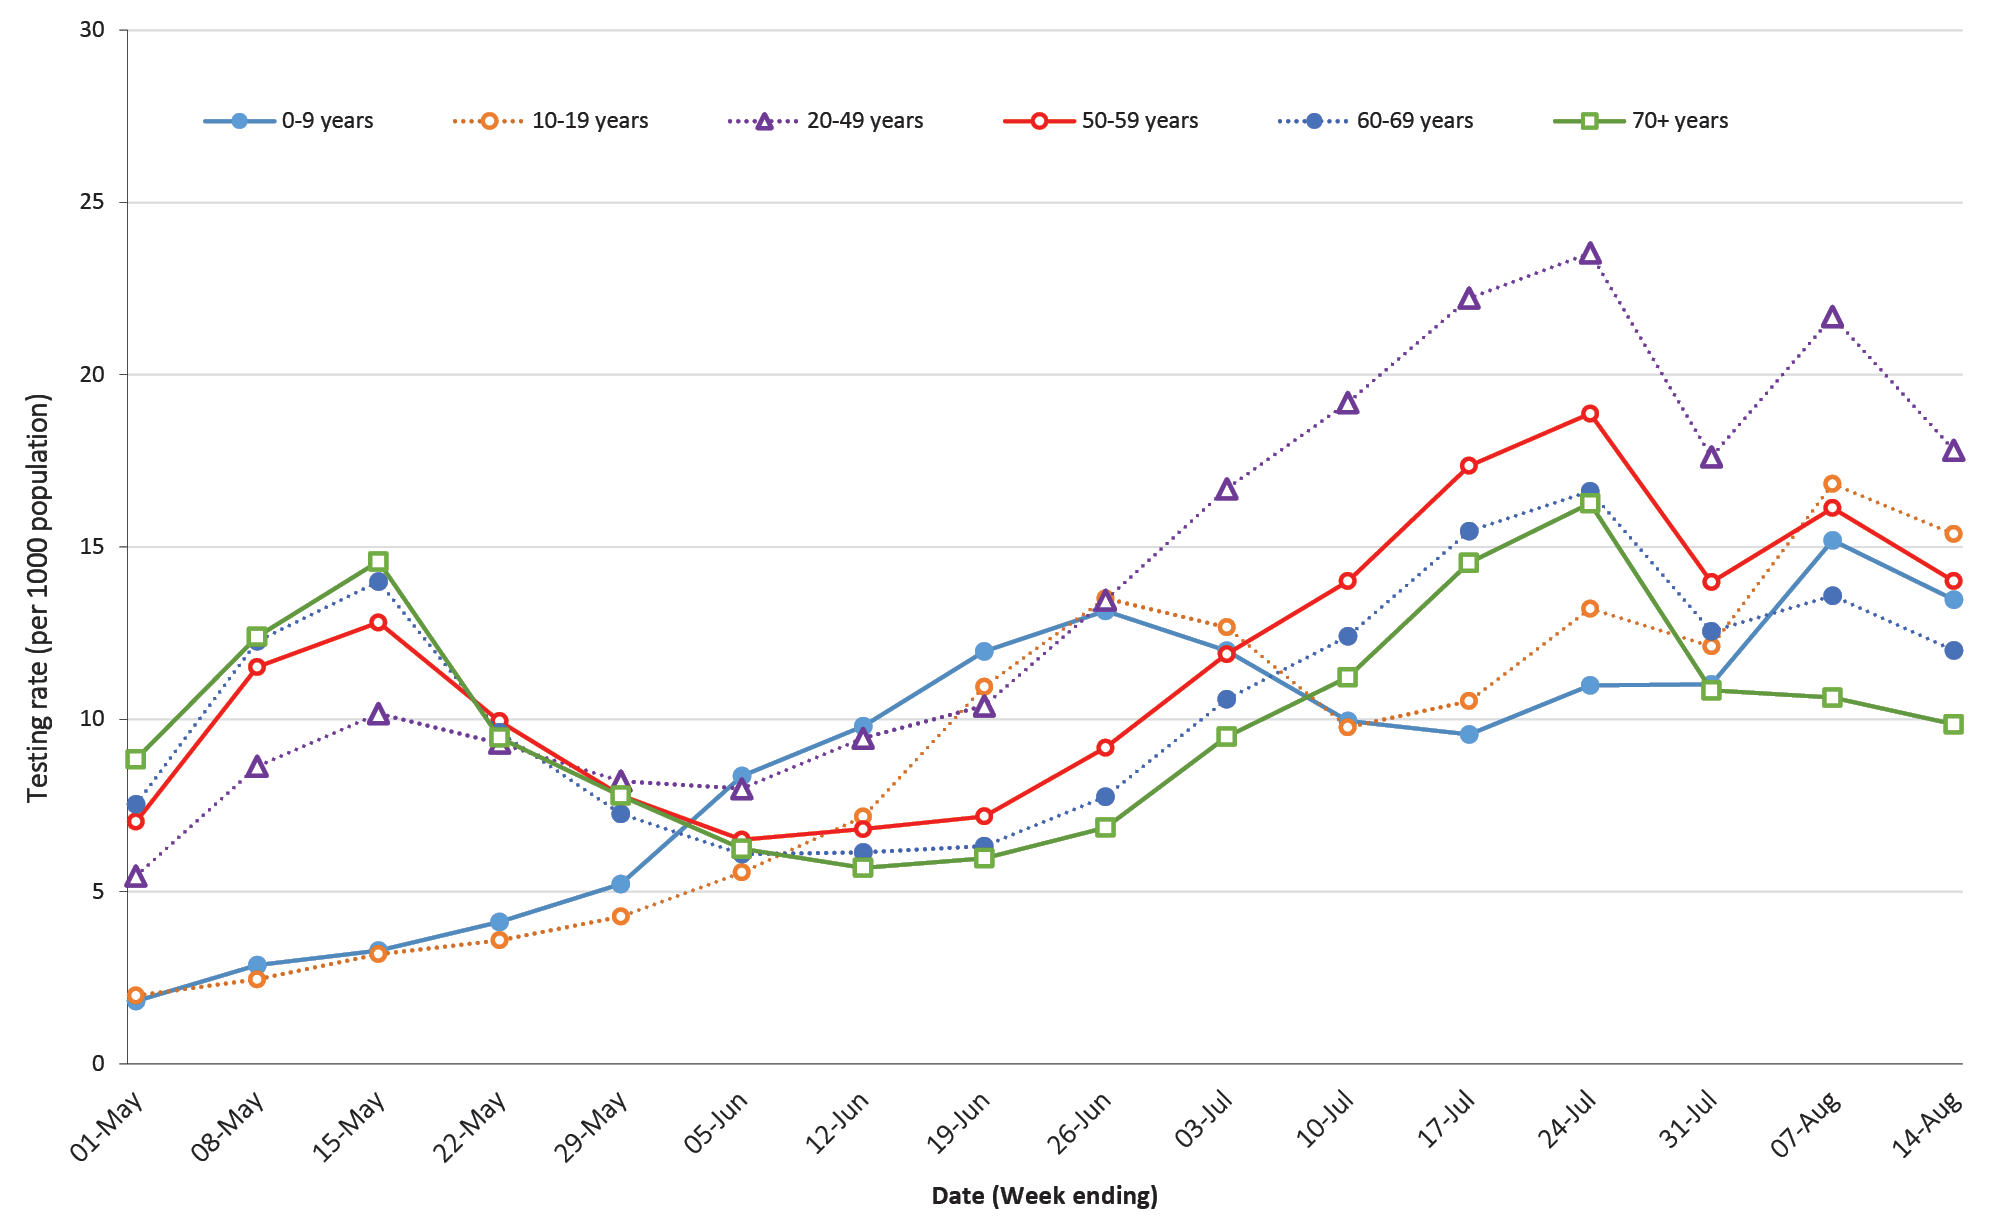 30
0-9 years 10-19 years 20-49 years 50-59 years 60-69 years 70+ years
25
20
15
10
5
0
Testing rate (per 1000 population)
01-May 08-May 15-May 22-May 29-May 05-Jun 12-Jun 19-Jun 26-Jun 03-Jul 10-Jul 17-Jul 24-Jul 31-Jul 07-Aug 14-Aug
Date (Week ending)